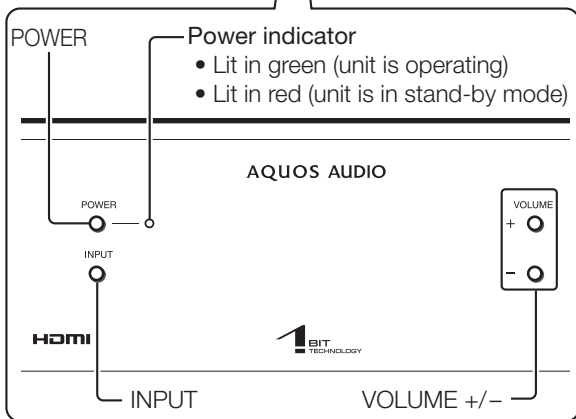 POWER
Power indicator
• Lit in green (unit is operating)
• Lit in red (unit is in stand-by mode)
AQUOS AUDIO
POWER
VOLUME
+
INPUT
−
HDMI
1 BIT
TECHNOLOGY
INPUT
VOLUME +/−